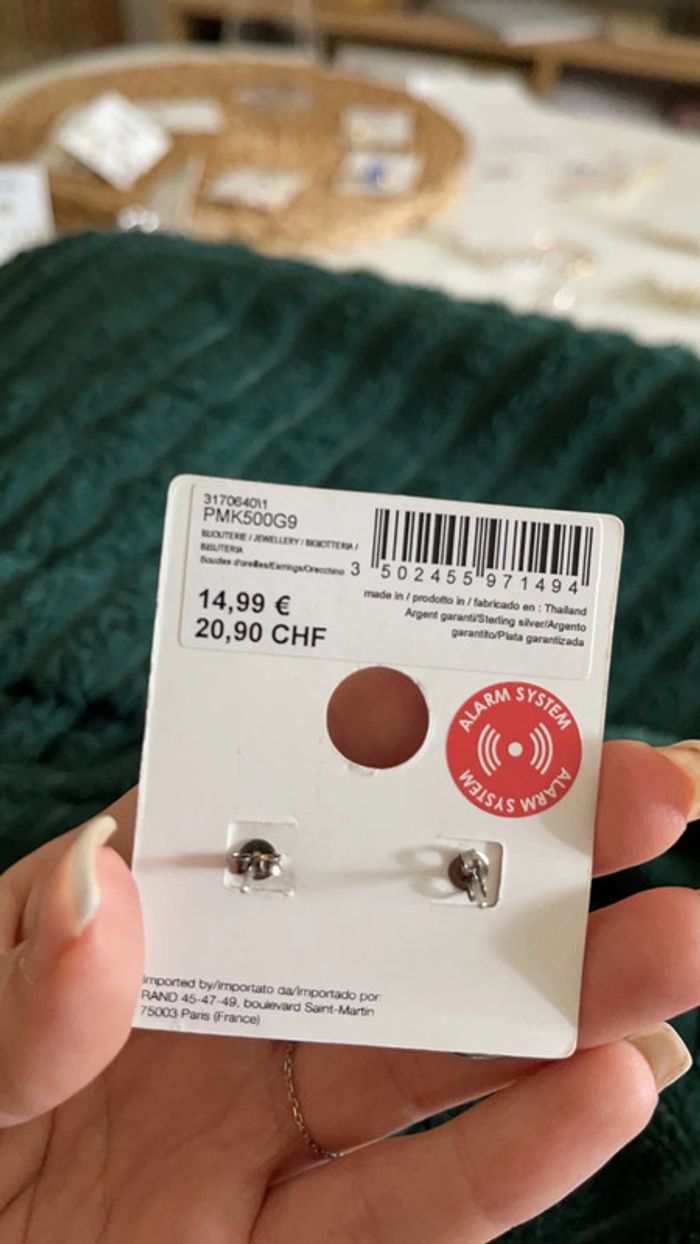 3170640\1
PMK500G9
BIJOUTERIE / JEWELLERY / BIGIOTTERIA /
BISUTERIA
Boucles d'oreilles/Earrings/Orecchino
14,99 €
20,90 CHF
3 502455 971494
made in / prodotto in / fabricado en : Thailand
Argent garanti/Sterling silver/Argento
garantito/Plata garantizada
ALARM SYSTEM
ALARM SYSTEM
Imported by/importato da/importado por:
RAND 45-47-49, boulevard Saint-Martin
75003 Paris (France)